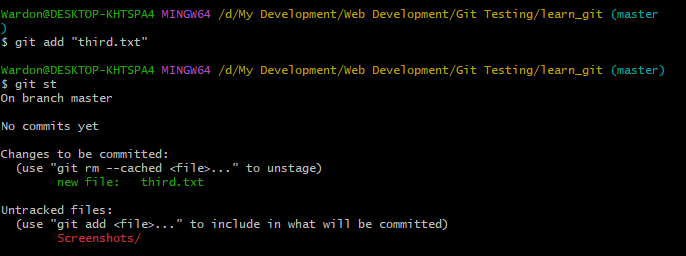 Wardon@DESKTOP-KHTSPA4 MINGW64 /d/My Development/Web Development/Git Testing/learn_git (master
)
$ git add "third.txt"
Wardon@DESKTOP-KHTSPA4 MINGW64 /d/My Development/Web Development/Git Testing/learn_git (master)
$ git st
On branch master
No commits yet
Changes to be committed:
  (use "git rm --cached <file>..." to unstage)
        new file:   third.txt
Untracked files:
  (use "git add <file>..." to include in what will be committed)
        Screenshots/